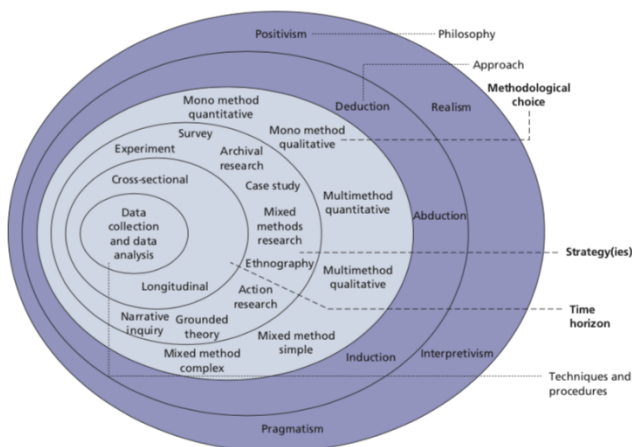 Positivism
Philosophy
Approach
Methodological
choice
Mono method
quantitative
Deduction
Realism
Survey
Mono method
qualitative
Experiment
Archival
research
Cross-sectional
Case study
Multimethod
quantitative
Data
collection
and data
analysis
Mixed
methods
research
Abduction
Strategy(ies)
Ethnography
Multimethod
qualitative
Longitudinal
Action
research
Time
horizon
Narrative
inquiry
Grounded
theory
Mixed method
simple
Mixed method
complex
Induction
Interpretivism
Techniques and
procedures
Pragmatism